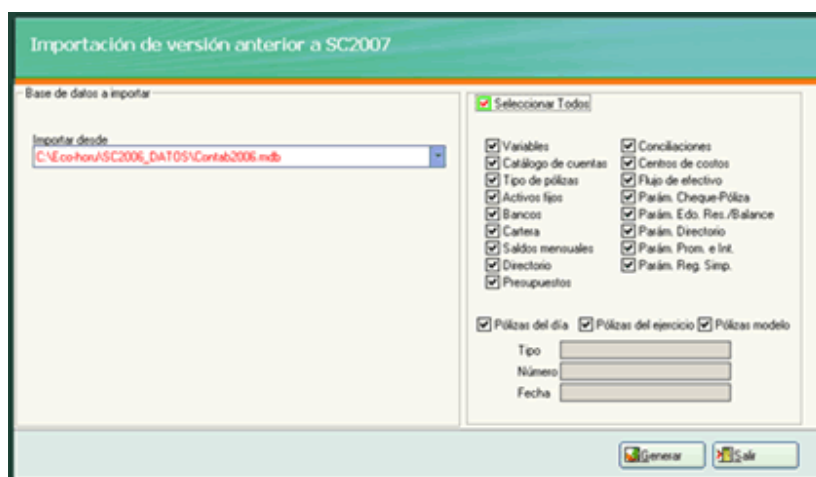 Importación de versión anterior a SC2007
Base de datos a importar
Importar desde
C:\Eco-horu\SC2006_DATOS\Contab2006.mdb
Seleccionar Todos
Variables Conciliaciones
Catálogo de cuentas Centros de costos
Tipo de pólizas Flujo de efectivo
Activos fijos Parám. Cheque-Póliza
Bancos Parám. Edo. Res./Balance
Cartera Parám. Directorio
Saldos mensuales Parám. Prom. e Int.
Directorio Parám. Reg. Simp.
Presupuestos
Pólizas del día Pólizas del ejercicio Pólizas modelo
Tipo
Número
Fecha
Generar Salir